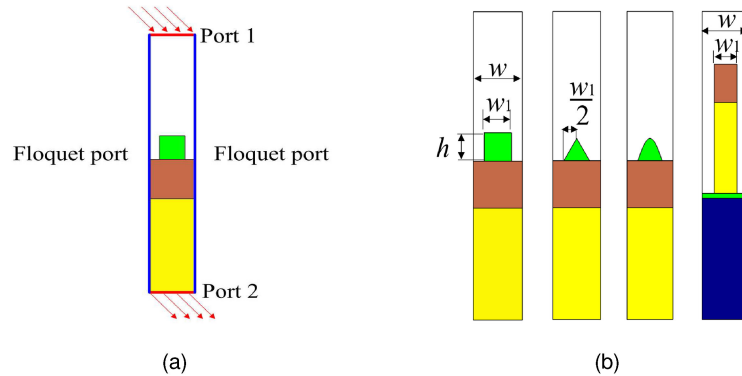 Port 1
Floquet port Floquet port
Port 2
(a)
w
w1
h
w1/2
w
w1
(b)